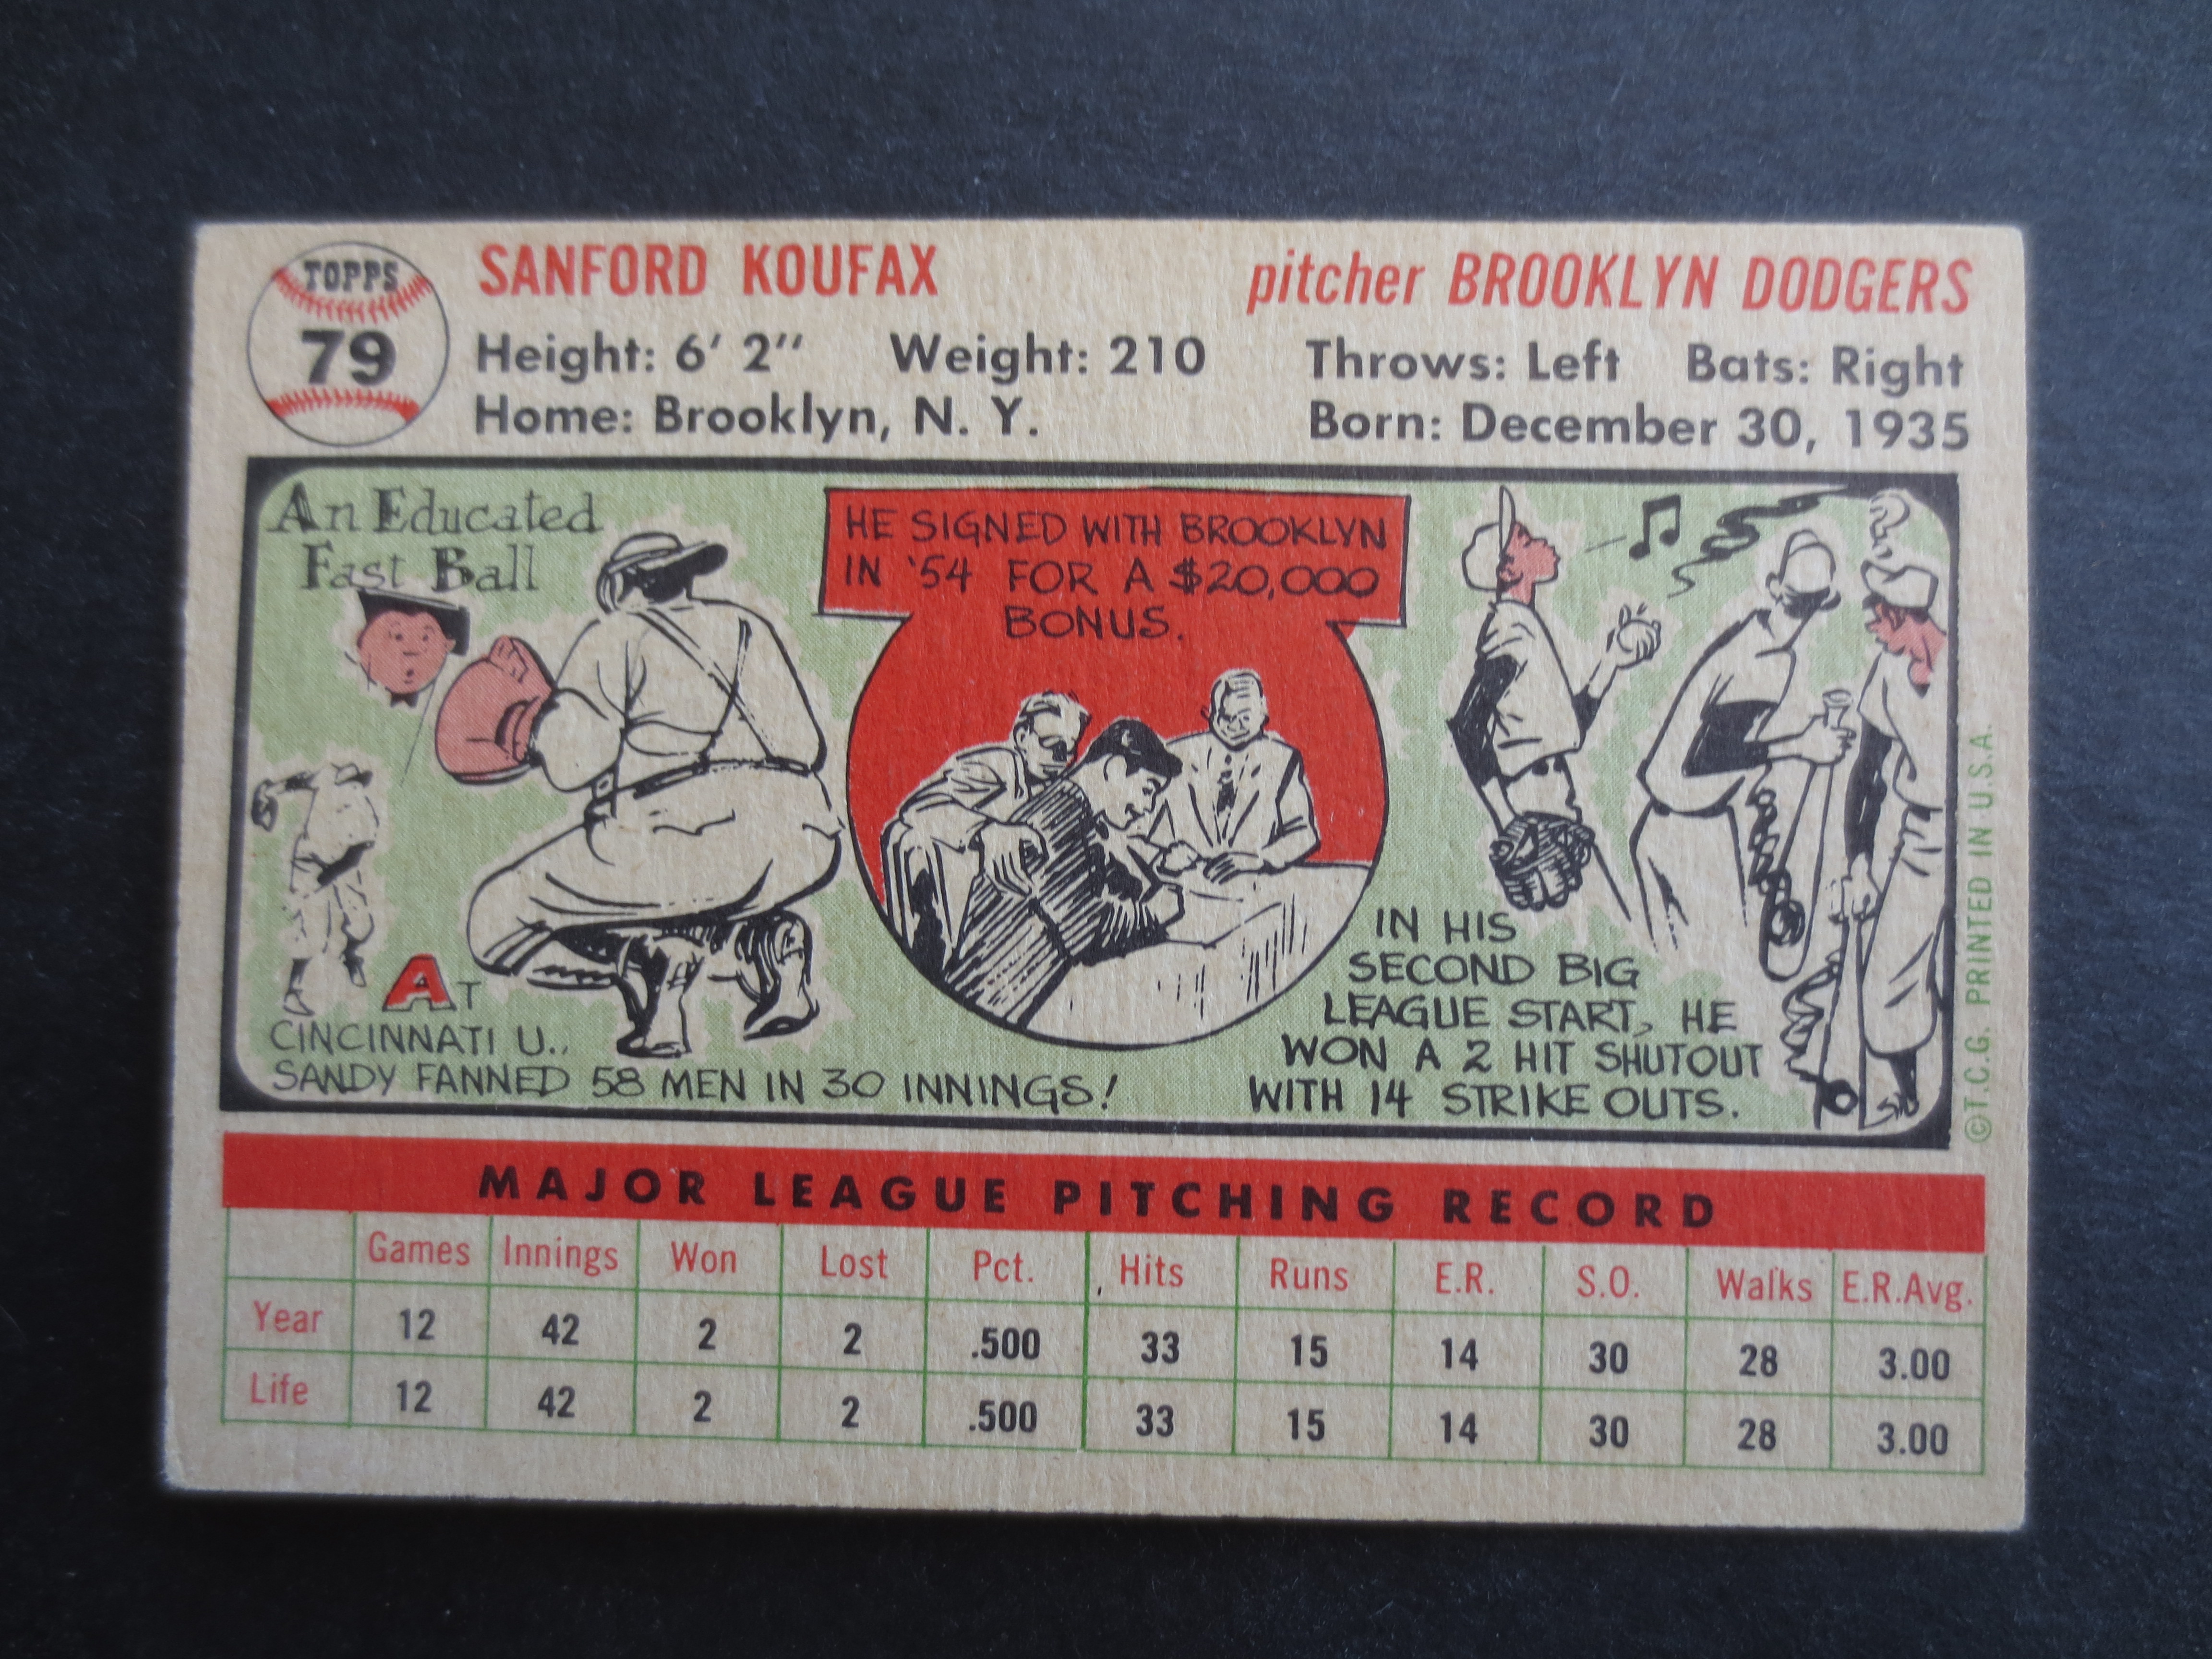 TOPPS
79
SANFORD KOUFAX
pitcher BROOKLYN DODGERS
Height: 6' 2" Weight: 210 Throws: Left Bats: Right
Home: Brooklyn, N. Y. Born: December 30, 1935
An Educated
Fast Ball
AT
CINCINNATI U.,
SANDY FANNED 58 MEN IN 30 INNINGS!
HE SIGNED WITH BROOKLYN
IN '54 FOR A $20,000
BONUS.
IN HIS
SECOND BIG
LEAGUE START, HE
WON A 2 HIT SHUTOUT
WITH 14 STRIKE OUTS.
©T.C.G. PRINTED IN U.S.A.
MAJOR LEAGUE PITCHING RECORD
Games Innings Won Lost Pct. Hits Runs E.R. S.O. Walks E.R.Avg.
Year 12 42 2 2 .500 33 15 14 30 28 3.00
Life 12 42 2 2 .500 33 15 14 30 28 3.00